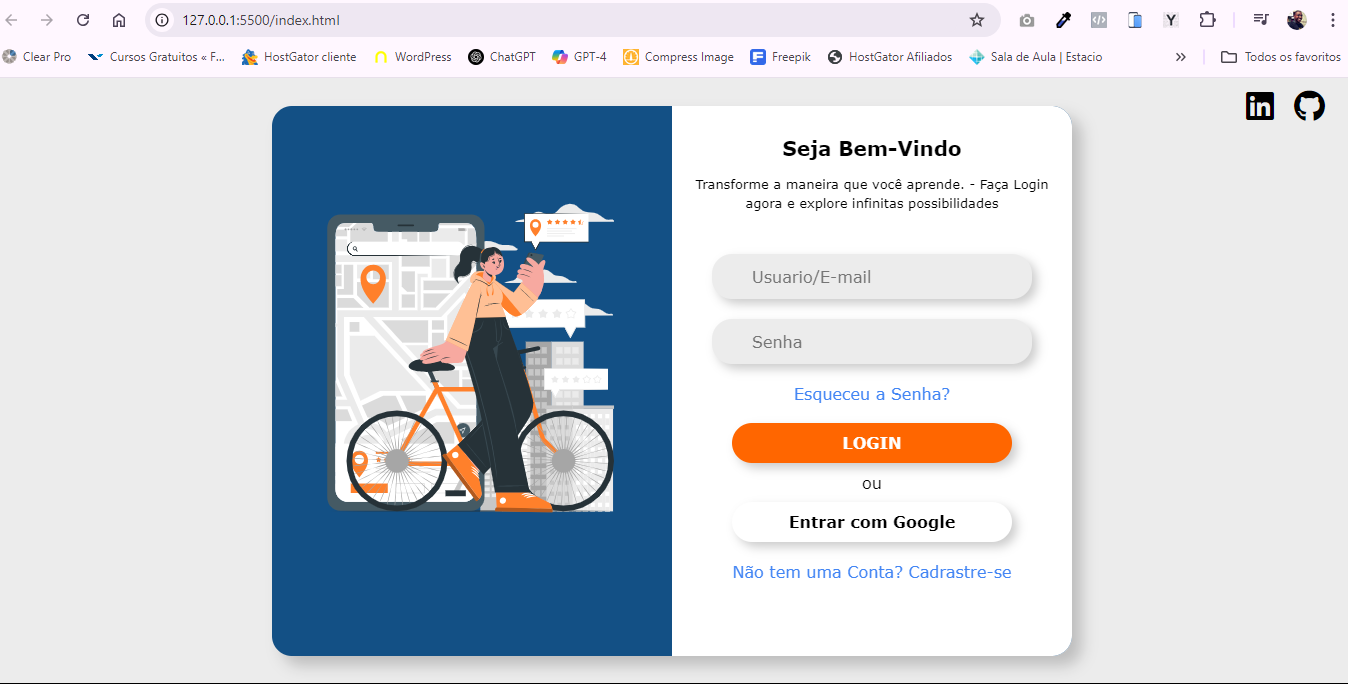 127.0.0.1:5500/index.html
Clear Pro
Cursos Gratuitos « F...
HostGator cliente
WordPress
ChatGPT
GPT-4
Compress Image
Freepik
HostGator Afiliados
Sala de Aula | Estacio
Todos os favoritos
in
Seja Bem-Vindo
Transforme a maneira que você aprende. - Faça Login
agora e explore infinitas possibilidades
Usuario/E-mail
Senha
Esqueceu a Senha?
LOGIN
ou
Entrar com Google
Não tem uma Conta? Cadrastre-se